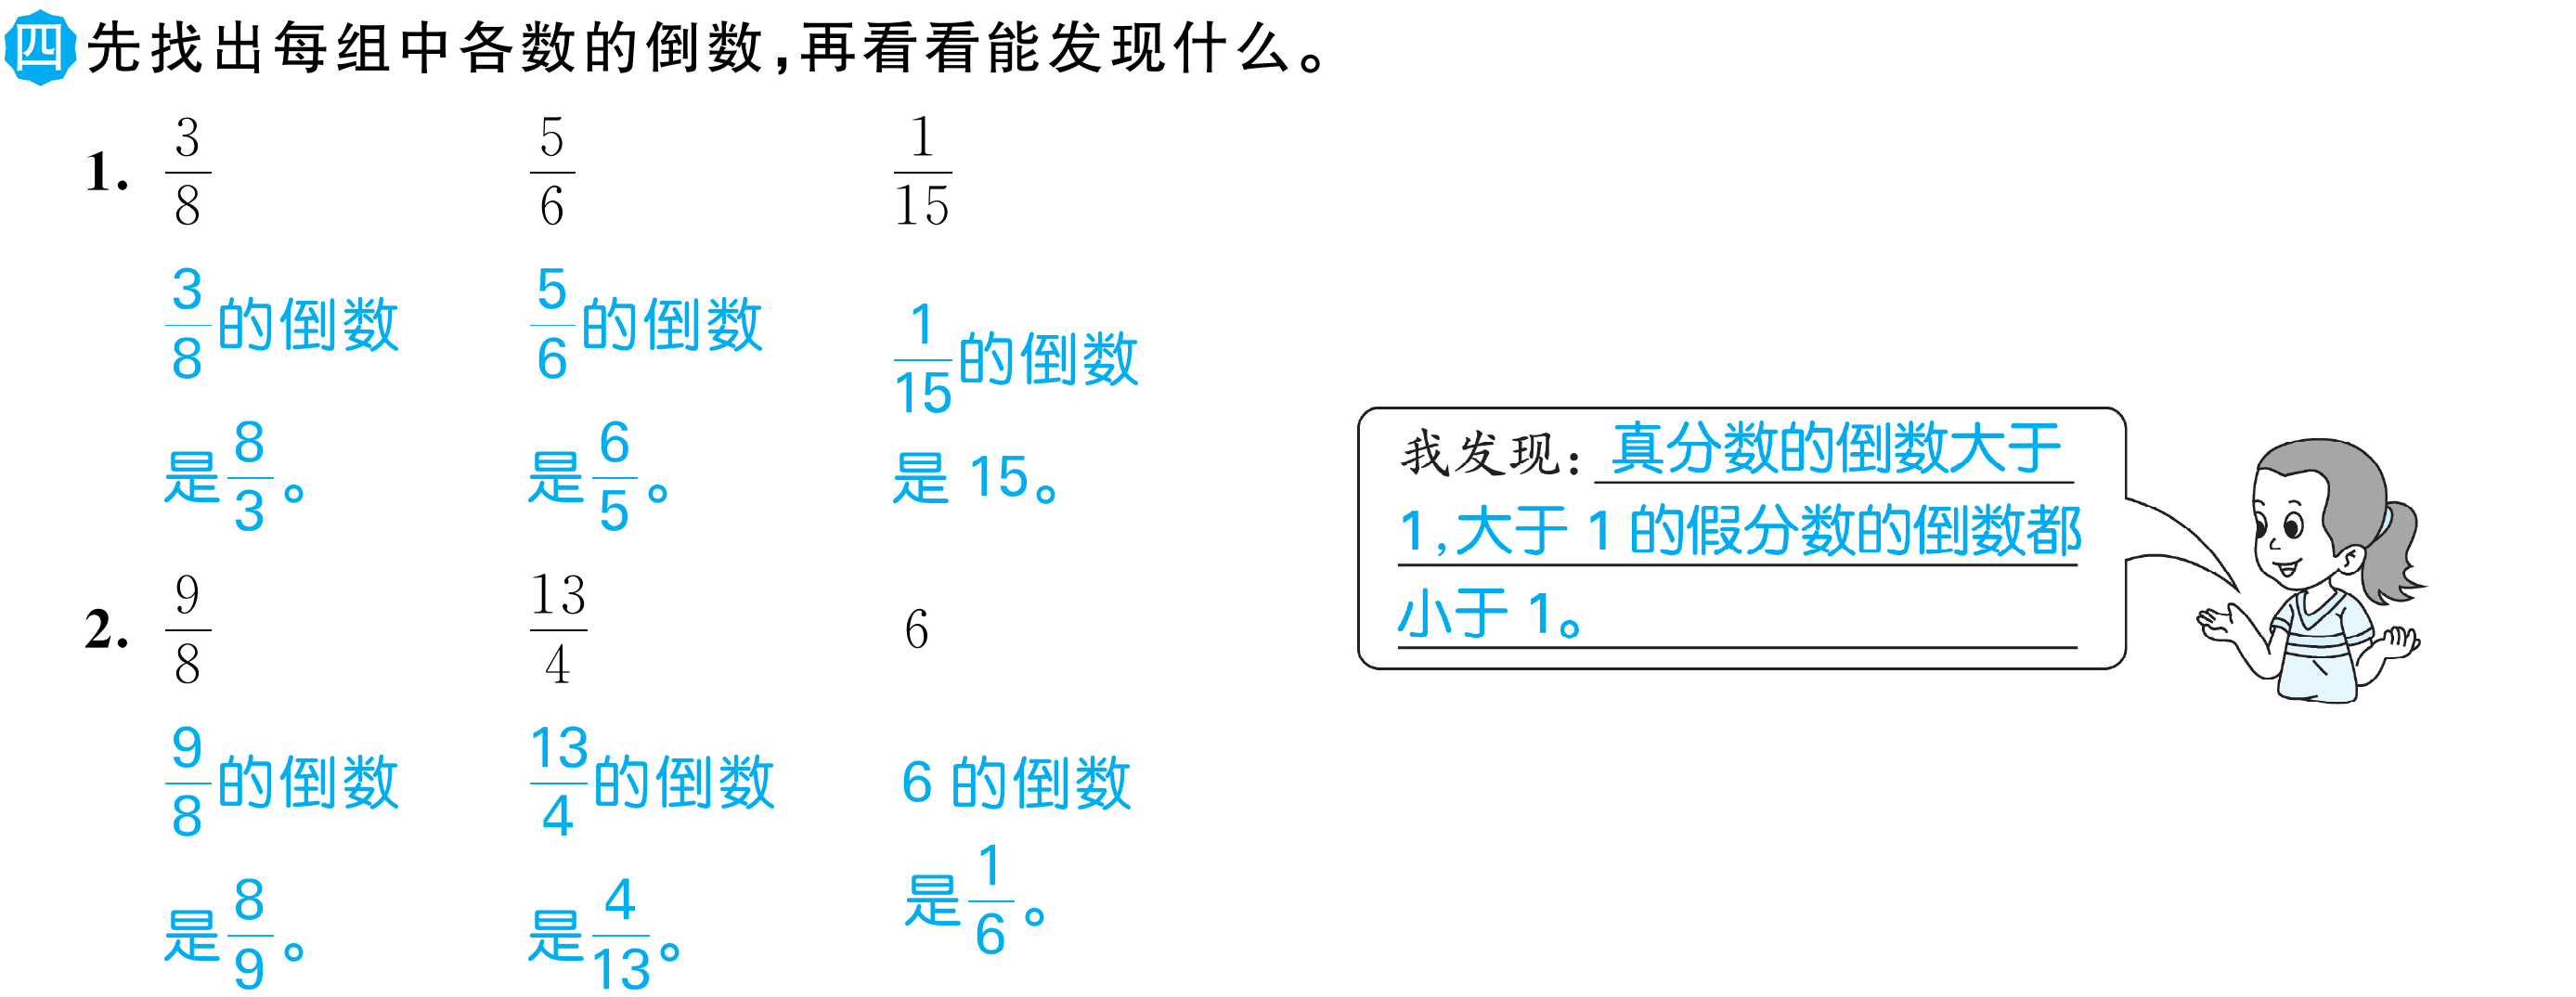 四 先找出每组中各数的倒数,再看看能发现什么。
1. 3/8 5/6 1/15
3/8的倒数 5/6的倒数 1/15的倒数
是8/3。 是6/5。 是 15。
2. 9/8 13/4 6
9/8的倒数 13/4的倒数 6 的倒数
是8/9。 是4/13。 是1/6。
我发现: 真分数的倒数大于
1,大于 1 的假分数的倒数都
小于 1。